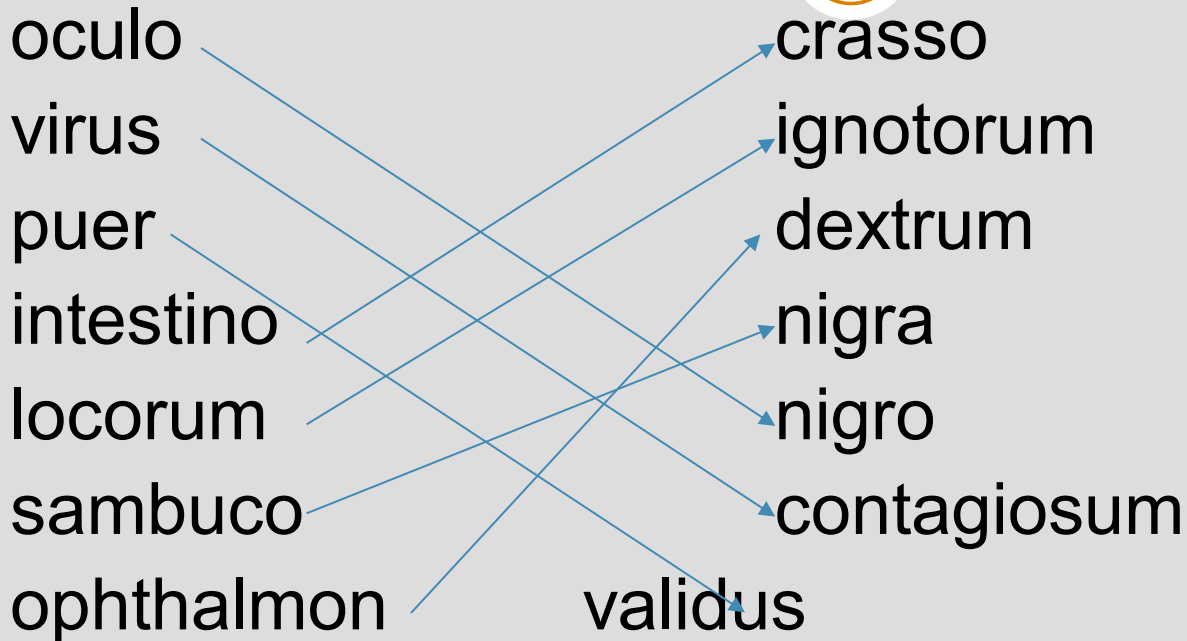 oculo crasso
virus ignotorum
puer dextrum
intestino nigra
locorum nigro
sambuco contagiosum
ophthalmon validus